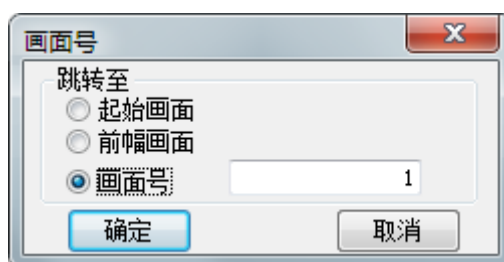 画面号
跳转至
起始画面
前幅画面
画面号 1
确定 取消